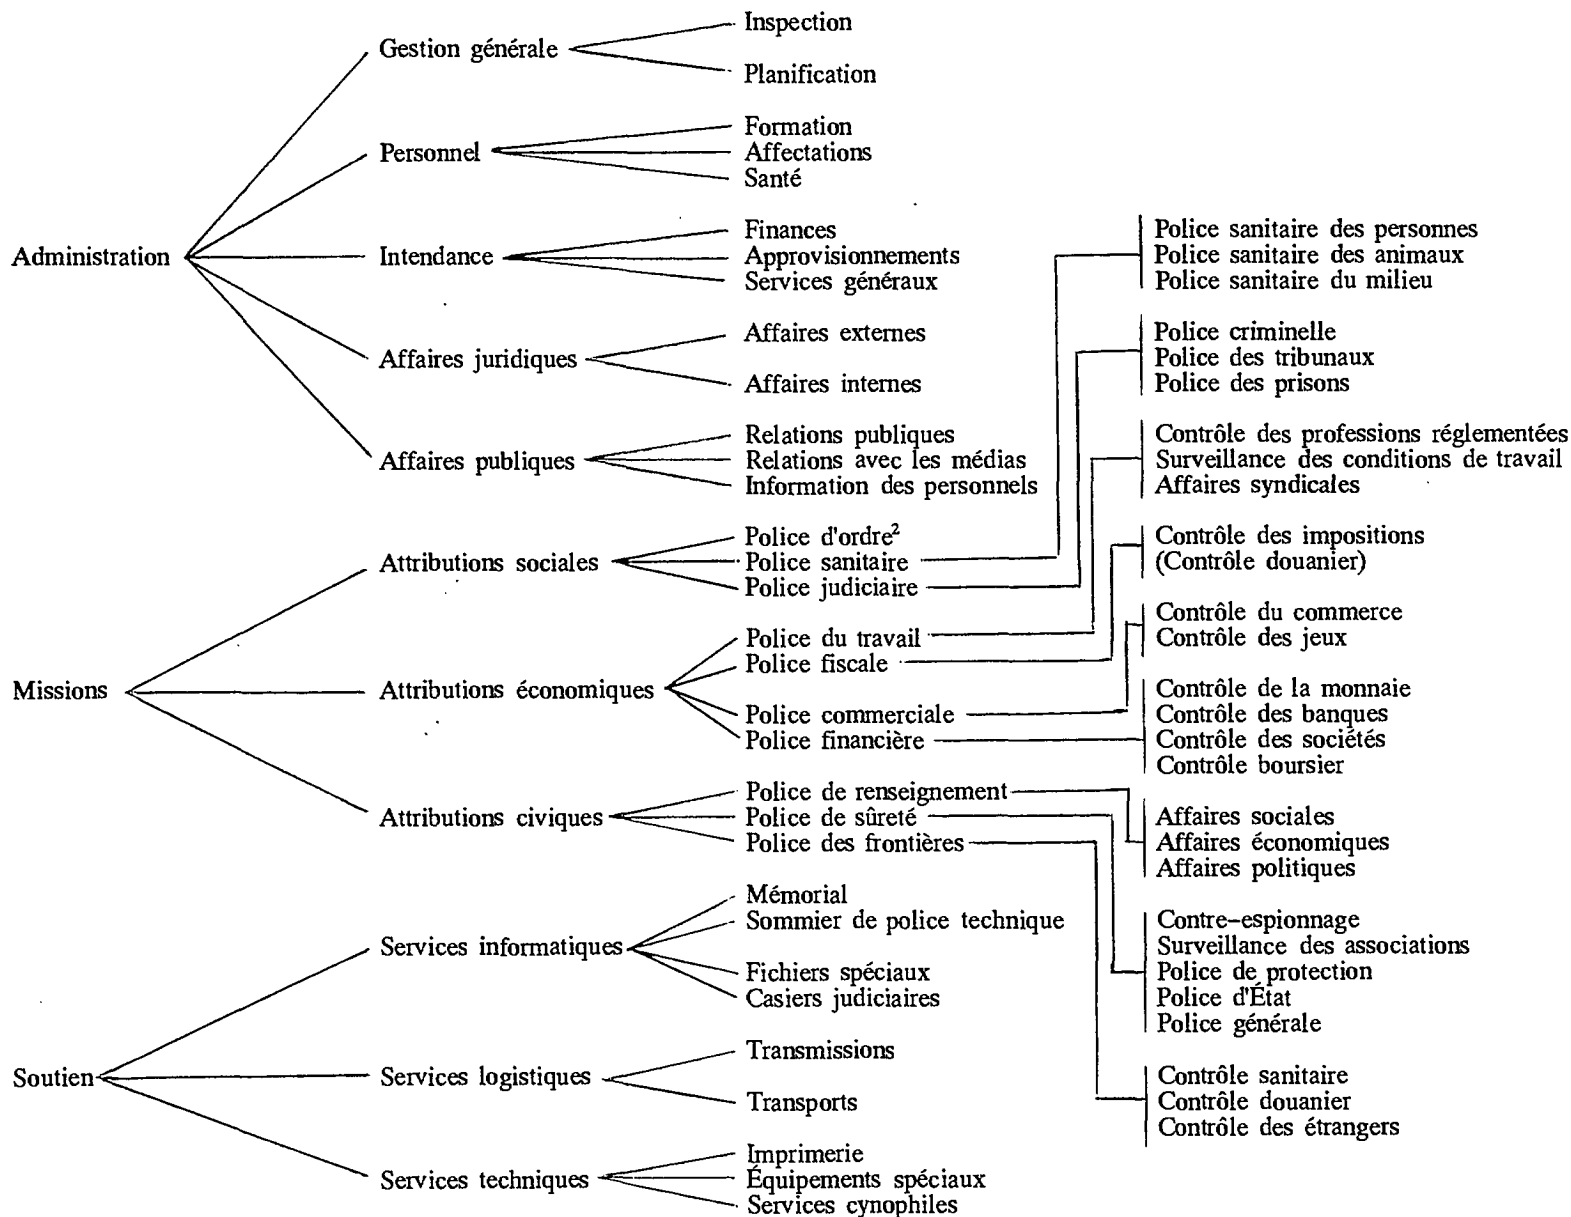 Inspection
Gestion générale
Planification
Formation
Personnel
Affectations
Santé
Administration
Intendance
Finances
Approvisionnements
Services généraux
Affaires juridiques
Affaires externes
Affaires internes
Affaires publiques
Relations publiques
Relations avec les médias
Information des personnels
Police sanitaire des personnes
Police sanitaire des animaux
Police sanitaire du milieu
Police criminelle
Police des tribunaux
Police des prisons
Contrôle des professions réglementées
Surveillance des conditions de travail
Affaires syndicales
Contrôle des impositions
(Contrôle douanier)
Contrôle du commerce
Contrôle des jeux
Contrôle de la monnaie
Contrôle des banques
Contrôle des sociétés
Contrôle boursier
Missions
Attributions sociales
Police d'ordre²
Police sanitaire
Police judiciaire
Attributions économiques
Police du travail
Police fiscale
Police commerciale
Police financière
Attributions civiques
Police de renseignement
Police de sûreté
Police des frontières
Affaires sociales
Affaires économiques
Affaires politiques
Contre-espionnage
Surveillance des associations
Police de protection
Police d'État
Police générale
Contrôle sanitaire
Contrôle douanier
Contrôle des étrangers
Soutien
Services informatiques
Mémorial
Sommier de police technique
Fichiers spéciaux
Casiers judiciaires
Services logistiques
Transmissions
Transports
Services techniques
Imprimerie
Équipements spéciaux
Services cynophiles